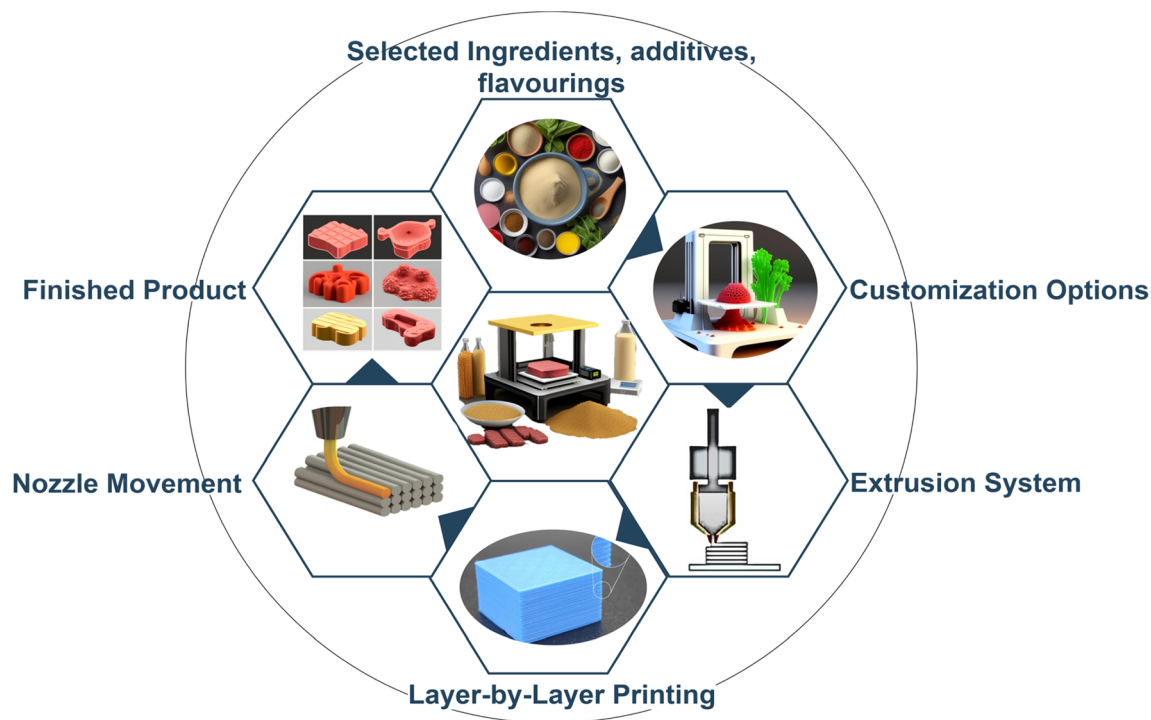 Selected Ingredients, additives,
flavourings
Finished Product
Customization Options
Nozzle Movement
Extrusion System
Layer-by-Layer Printing